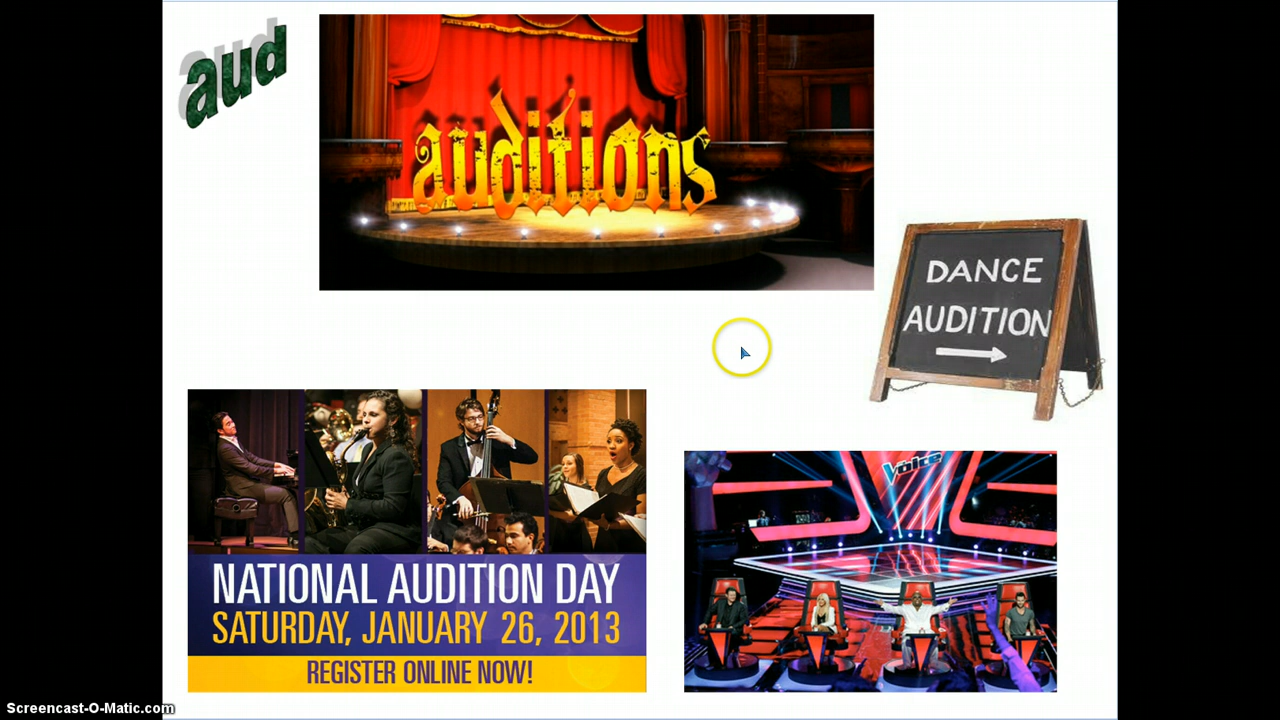 aud
auditions
DANCE
AUDITION
NATIONAL AUDITION DAY
SATURDAY, JANUARY 26, 2013
REGISTER ONLINE NOW!
Voice
Screencast-O-Matic.com